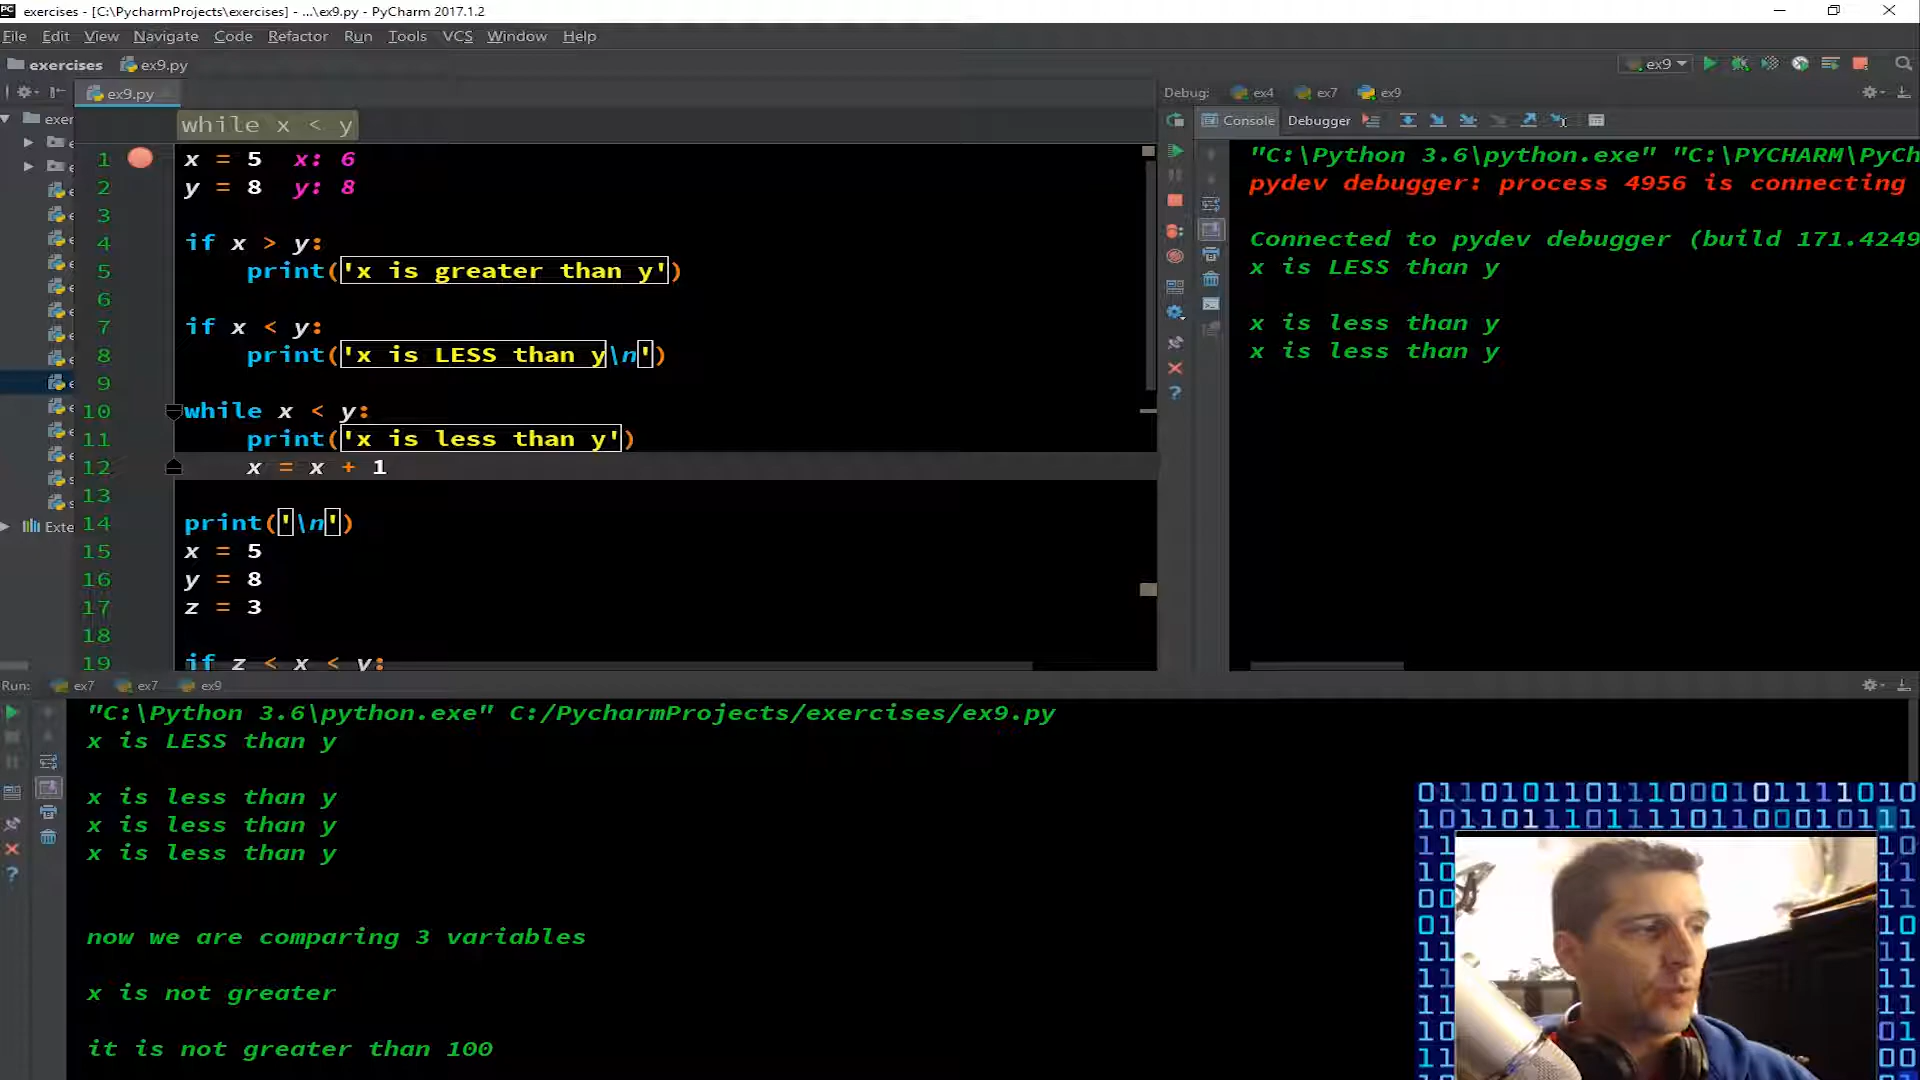 exercises - [C:\PycharmProjects\exercises] - ...\ex9.py - PyCharm 2017.1.2
File Edit View Navigate Code Refactor Run Tools VCS Window Help
exercises ex9.py
ex9
ex9.py
Debug: ex4 ex7 ex9
exer
while x < y
Console Debugger
1 x = 5 x: 6
2 y = 8 y: 8
3
4 if x > y:
5 print('x is greater than y')
6
7 if x < y:
8 print('x is LESS than y\n')
9
10 while x < y:
11 print('x is less than y')
12 x = x + 1
13
14 print('\n')
15 x = 5
16 y = 8
17 z = 3
18
19 if z < x < y:
Exte
"C:\Python 3.6\python.exe" "C:\PYCHARM\PyCh
pydev debugger: process 4956 is connecting
Connected to pydev debugger (build 171.4249
x is LESS than y
x is less than y
x is less than y
Run: ex7 ex7 ex9
"C:\Python 3.6\python.exe" C:/PycharmProjects/exercises/ex9.py
x is LESS than y
x is less than y
x is less than y
x is less than y
now we are comparing 3 variables
x is not greater
it is not greater than 100